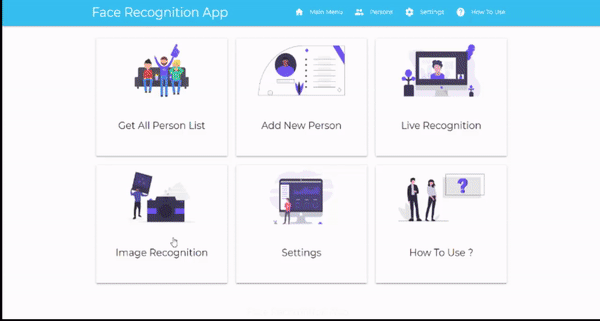 Face Recognition App
Main Menu
Persons
Settings
How To Use
Get All Person List
Add New Person
Live Recognition
?
Image Recognition
Settings
How To Use ?